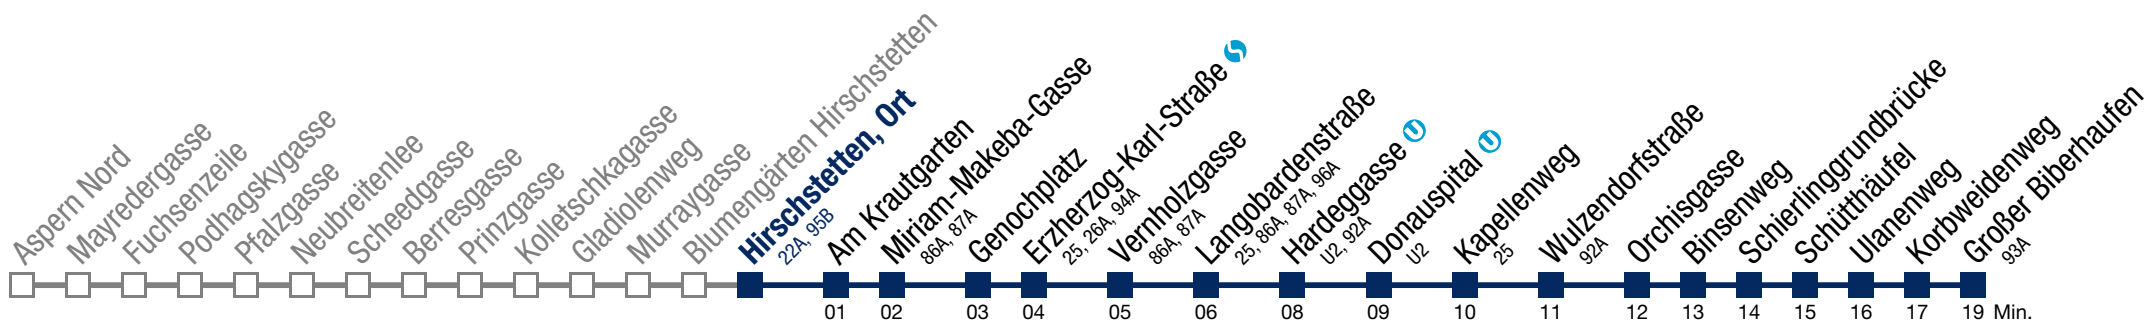 Aspern Nord
Mayredergasse
Fuchsenzeile
Podhagskygasse
Pfalzgasse
Neubreitenlee
Scheedgasse
Berresgasse
Prinzgasse
Kolletschkagasse
Gladiolenweg
Murraygasse
Blumengärten Hirschstetten
Hirschstetten, Ort
22A, 95B
Am Krautgarten
Miriam-Makeba-Gasse
86A, 87A
Genochplatz
Erzherzog-Karl-Straße
25, 26A, 94A
Vernholzgasse
86A, 87A
Langobardenstraße
25, 86A, 87A, 96A
Hardeggasse U
U2, 92A
Donauspital U
U2
Kapellenweg
25
Wulzendorfstraße
92A
Orchisgasse
Binsenweg
Schierlinggrundbrücke
Schütthäufel
Ulanenweg
Korbweidenweg
Großer Biberhaufen
93A
01 02 03 04 05 06 08 09 10 11 12 13 14 15 16 17 19 Min.